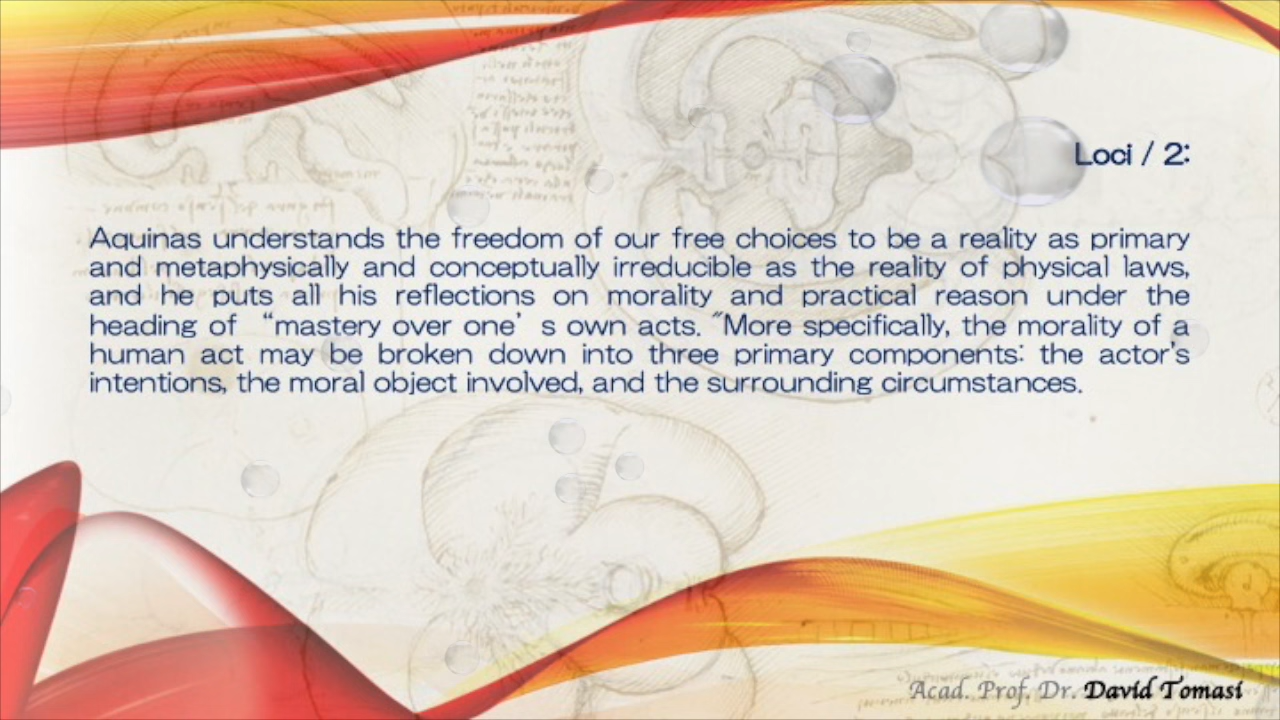 Loci / 2:
Aquinas understands the freedom of our free choices to be a reality as primary
and metaphysically and conceptually irreducible as the reality of physical laws,
and he puts all his reflections on morality and practical reason under the
heading of “mastery over one’ s own acts. "More specifically, the morality of a
human act may be broken down into three primary components: the actor's
intentions, the moral object involved, and the surrounding circumstances.
Acad. Prof. Dr. David Tomasi